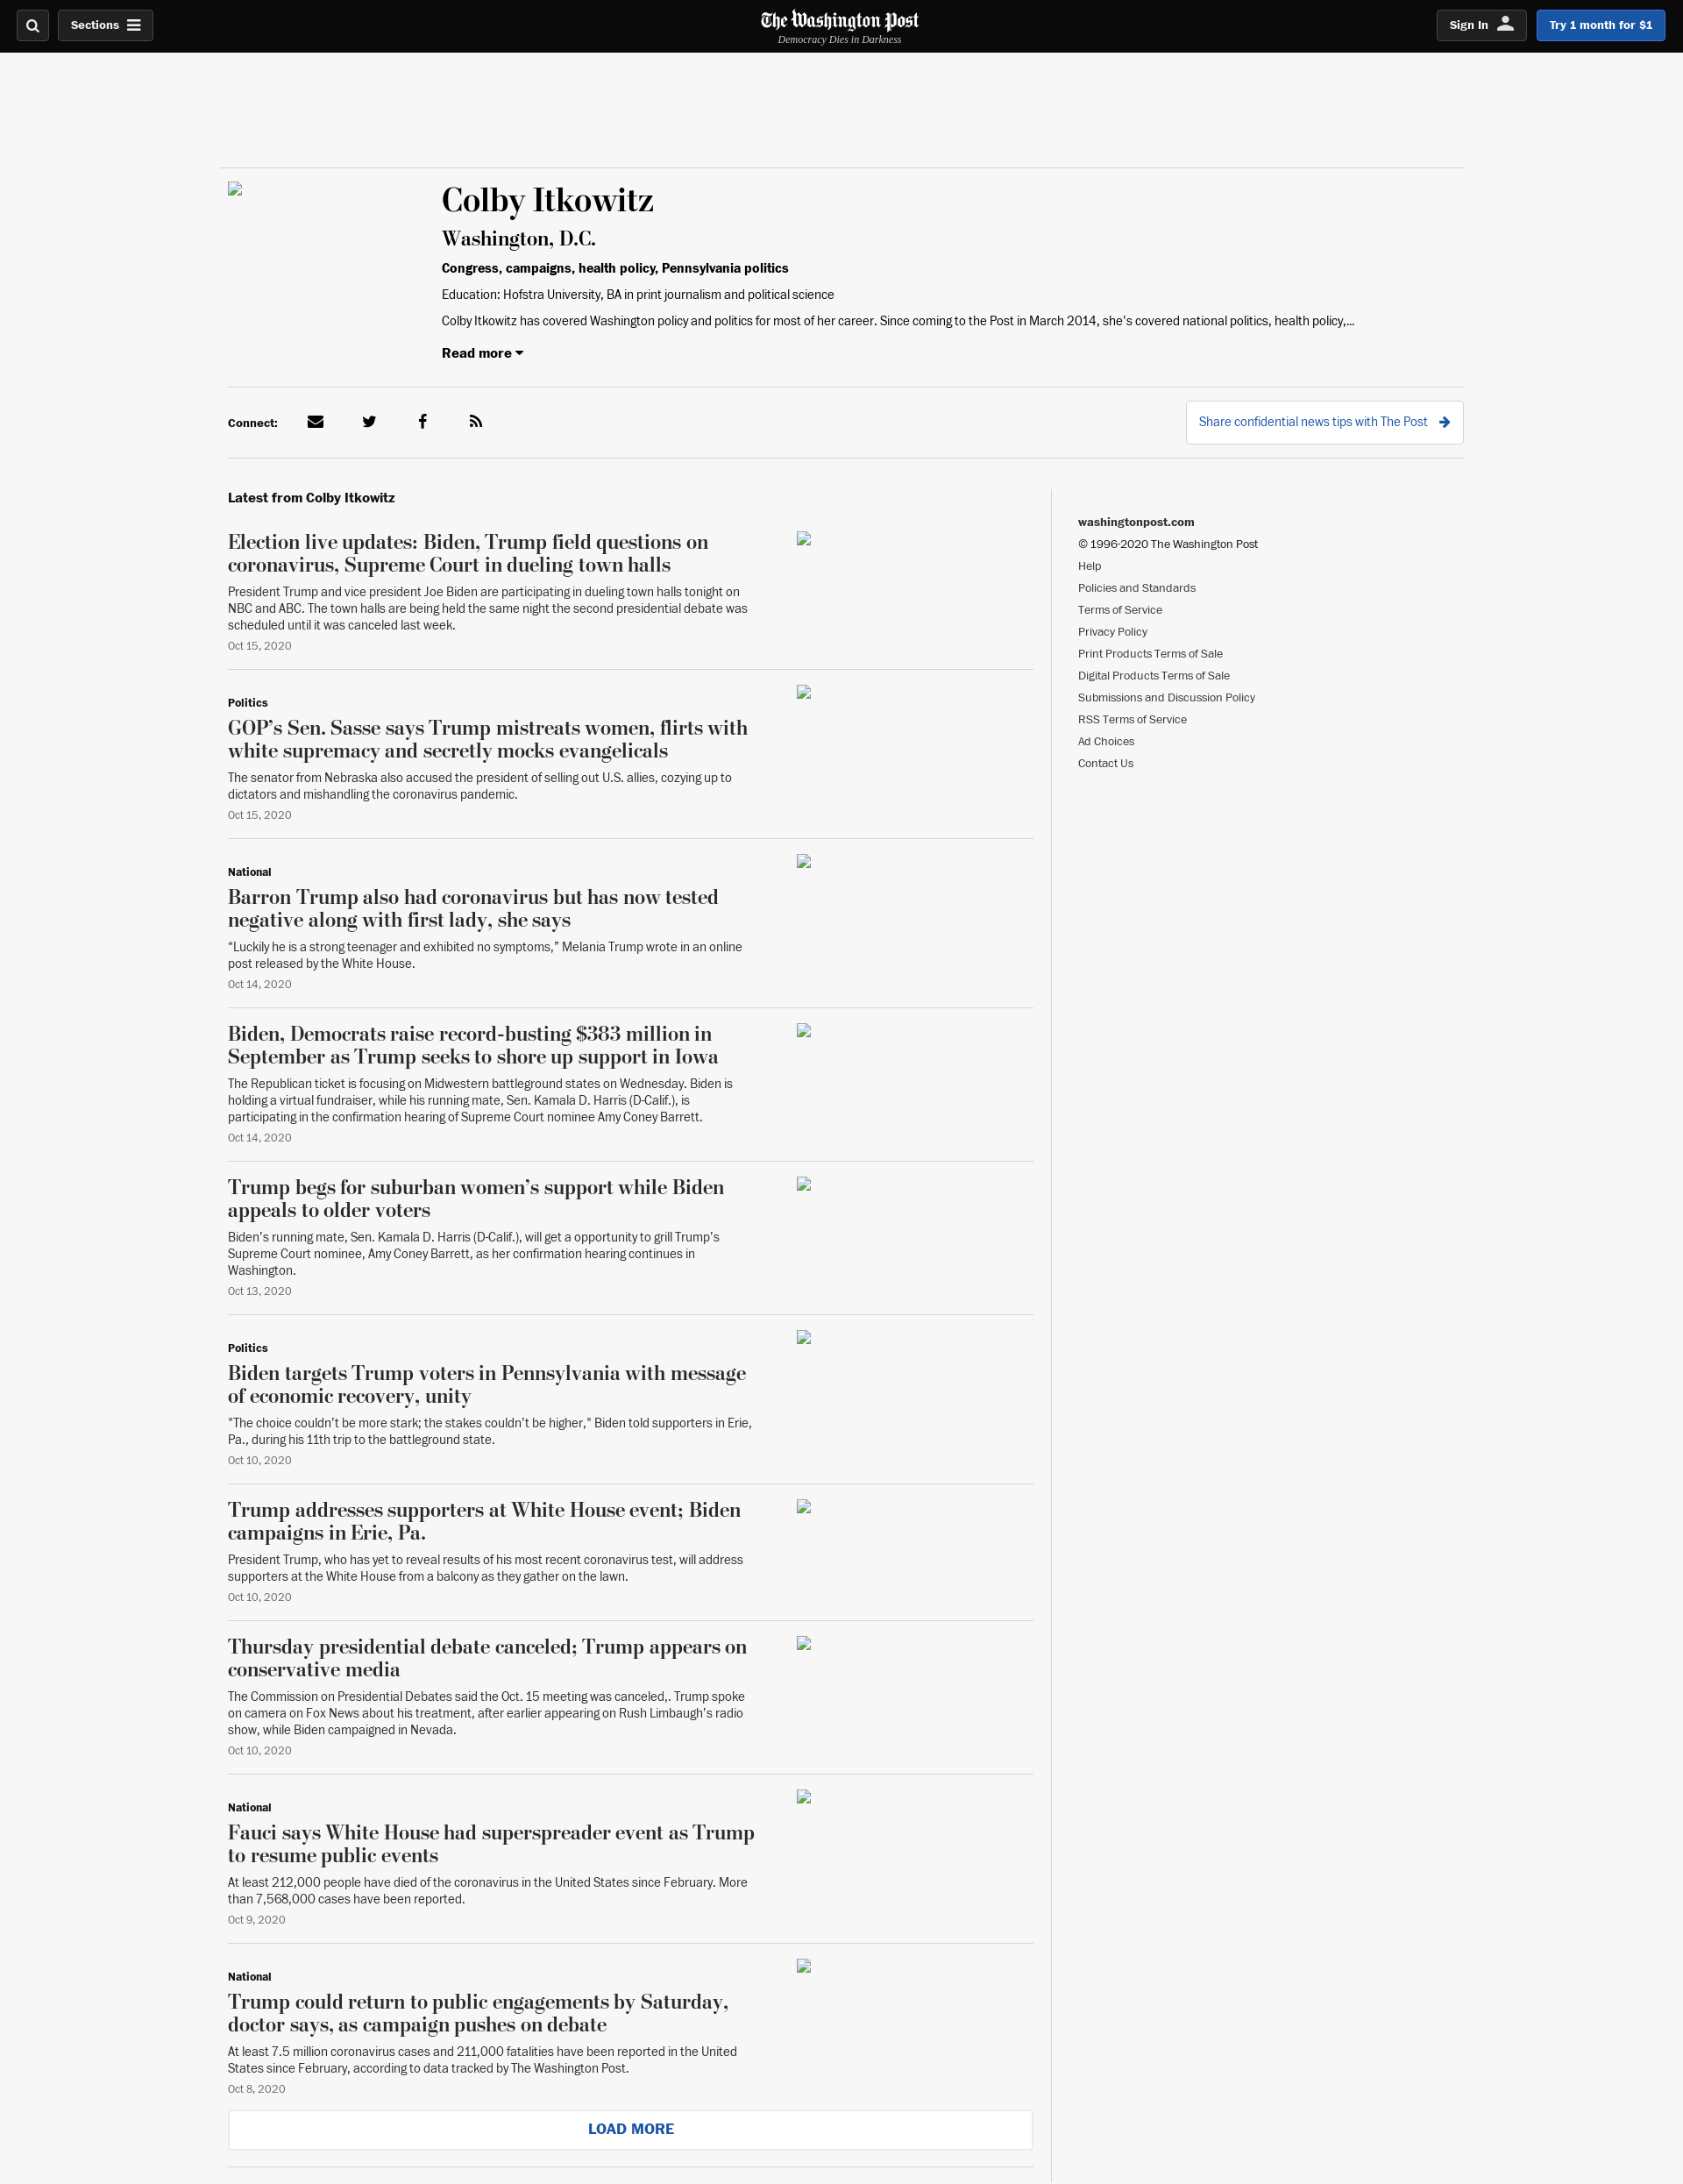 Sections
The Washington Post
Democracy Dies in Darkness
Sign In
Try 1 month for $1
Colby Itkowitz
Washington, D.C.
Congress, campaigns, health policy, Pennsylvania politics
Education: Hofstra University, BA in print journalism and political science
Colby Itkowitz has covered Washington policy and politics for most of her career. Since coming to the Post in March 2014, she's covered national politics, health policy,...
Read more
Connect:
Share confidential news tips with The Post
Latest from Colby Itkowitz
Election live updates: Biden, Trump field questions on
coronavirus, Supreme Court in dueling town halls
President Trump and vice president Joe Biden are participating in dueling town halls tonight on
NBC and ABC. The town halls are being held the same night the second presidential debate was
scheduled until it was canceled last week.
Oct 15, 2020
Politics
GOP’s Sen. Sasse says Trump mistreats women, flirts with
white supremacy and secretly mocks evangelicals
The senator from Nebraska also accused the president of selling out U.S. allies, cozying up to
dictators and mishandling the coronavirus pandemic.
Oct 15, 2020
National
Barron Trump also had coronavirus but has now tested
negative along with first lady, she says
“Luckily he is a strong teenager and exhibited no symptoms,” Melania Trump wrote in an online
post released by the White House.
Oct 14, 2020
Biden, Democrats raise record-busting $383 million in
September as Trump seeks to shore up support in Iowa
The Republican ticket is focusing on Midwestern battleground states on Wednesday. Biden is
holding a virtual fundraiser, while his running mate, Sen. Kamala D. Harris (D-Calif.), is
participating in the confirmation hearing of Supreme Court nominee Amy Coney Barrett.
Oct 14, 2020
Trump begs for suburban women’s support while Biden
appeals to older voters
Biden’s running mate, Sen. Kamala D. Harris (D-Calif.), will get a opportunity to grill Trump’s
Supreme Court nominee, Amy Coney Barrett, as her confirmation hearing continues in
Washington.
Oct 13, 2020
Politics
Biden targets Trump voters in Pennsylvania with message
of economic recovery, unity
"The choice couldn’t be more stark; the stakes couldn’t be higher," Biden told supporters in Erie,
Pa., during his 11th trip to the battleground state.
Oct 10, 2020
Trump addresses supporters at White House event; Biden
campaigns in Erie, Pa.
President Trump, who has yet to reveal results of his most recent coronavirus test, will address
supporters at the White House from a balcony as they gather on the lawn.
Oct 10, 2020
Thursday presidential debate canceled; Trump appears on
conservative media
The Commission on Presidential Debates said the Oct. 15 meeting was canceled,. Trump spoke
on camera on Fox News about his treatment, after earlier appearing on Rush Limbaugh’s radio
show, while Biden campaigned in Nevada.
Oct 10, 2020
National
Fauci says White House had superspreader event as Trump
to resume public events
At least 212,000 people have died of the coronavirus in the United States since February. More
than 7,568,000 cases have been reported.
Oct 9, 2020
National
Trump could return to public engagements by Saturday,
doctor says, as campaign pushes on debate
At least 7.5 million coronavirus cases and 211,000 fatalities have been reported in the United
States since February, according to data tracked by The Washington Post.
Oct 8, 2020
LOAD MORE
washingtonpost.com
© 1996-2020 The Washington Post
Help
Policies and Standards
Terms of Service
Privacy Policy
Print Products Terms of Sale
Digital Products Terms of Sale
Submissions and Discussion Policy
RSS Terms of Service
Ad Choices
Contact Us